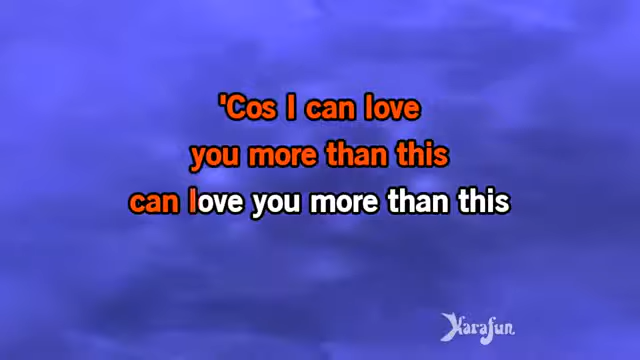 'Cos I can love
you more than this
can love you more than this
Karafun